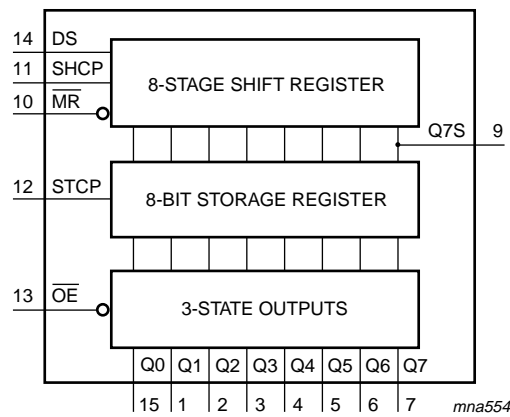 14 DS
11 SHCP
10 M̅R̅
8-STAGE SHIFT REGISTER
Q7S 9
12 STCP
8-BIT STORAGE REGISTER
13 O̅E̅
3-STATE OUTPUTS
Q0 Q1 Q2 Q3 Q4 Q5 Q6 Q7
15 1 2 3 4 5 6 7
mna554